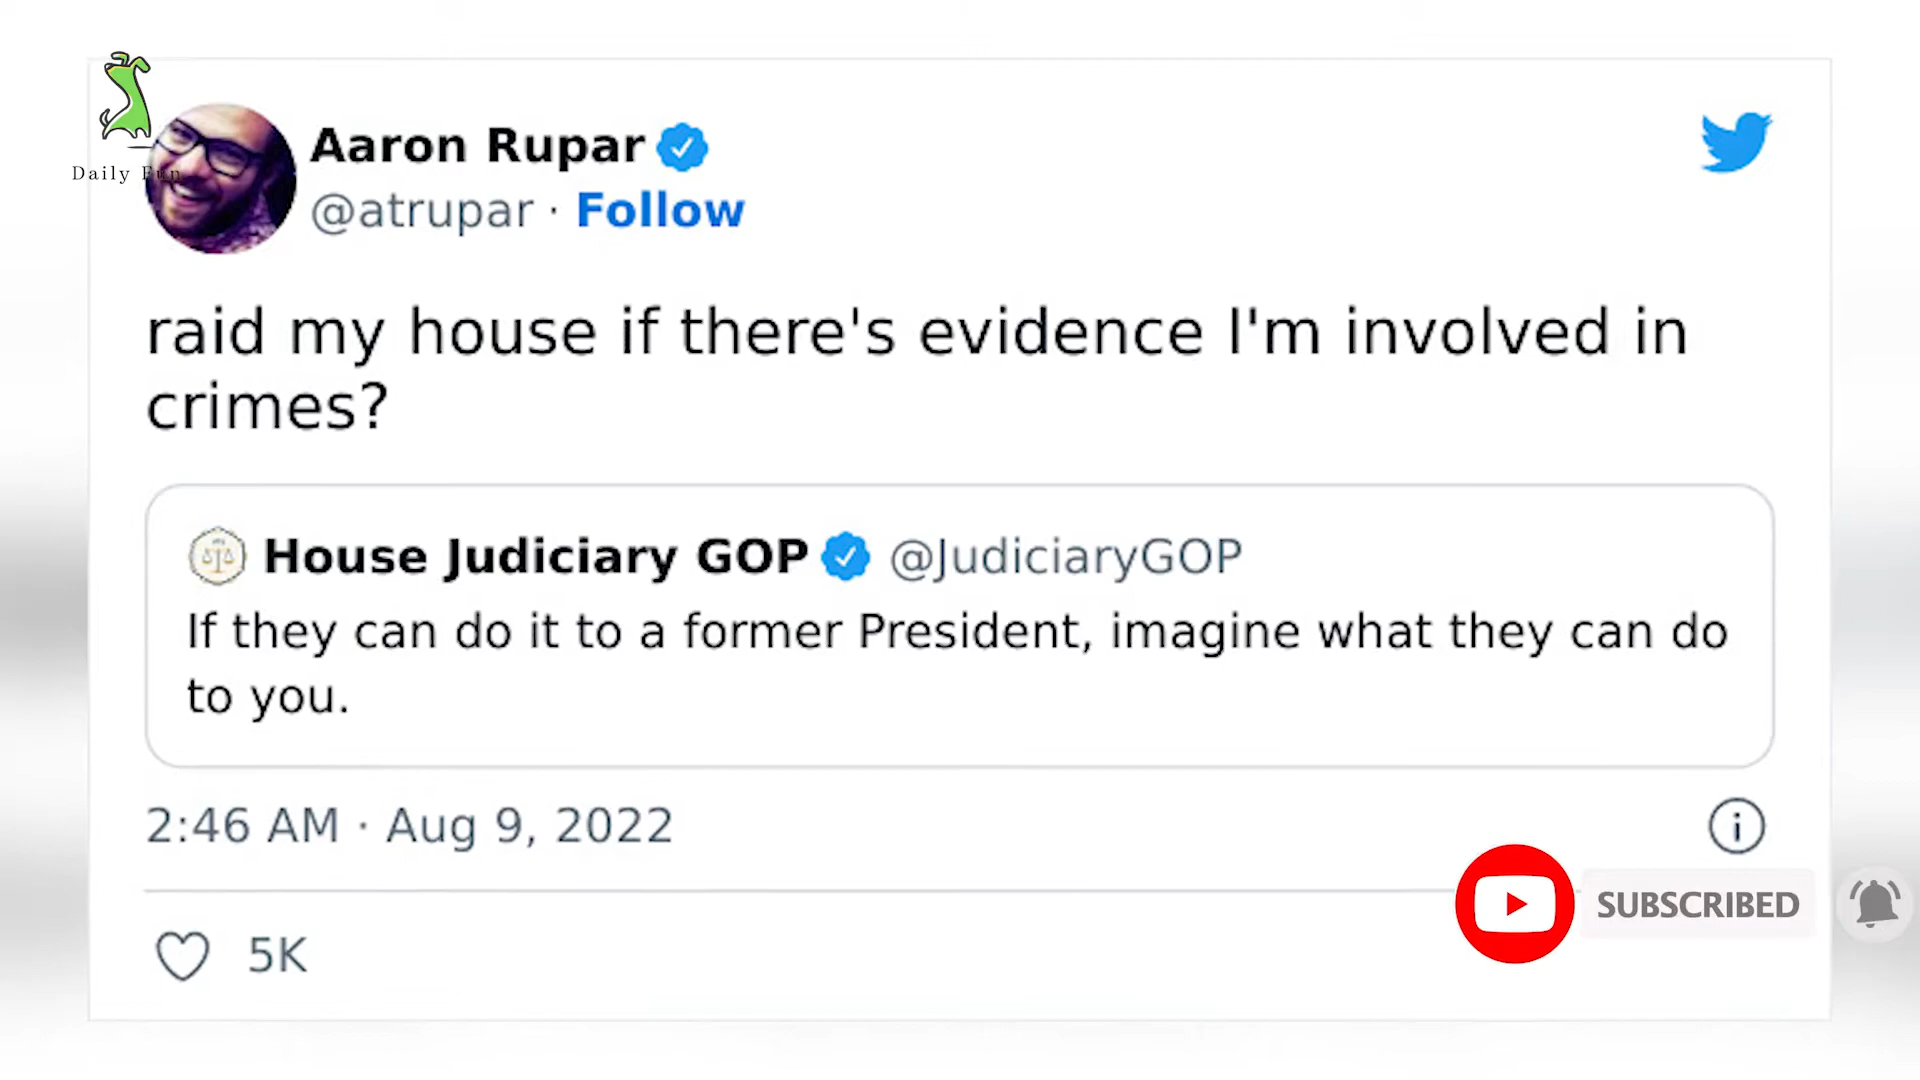 Daily Fun
Aaron Rupar
@atrupar · Follow
raid my house if there's evidence I'm involved in
crimes?
House Judiciary GOP @JudiciaryGOP
If they can do it to a former President, imagine what they can do
to you.
2:46 AM · Aug 9, 2022
5K
SUBSCRIBED